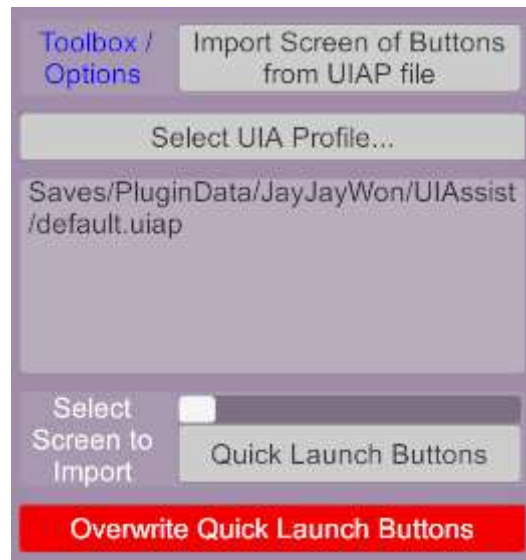 Toolbox /
Options
Import Screen of Buttons
from UIAP file
Select UIA Profile...
Saves/PluginData/JayJayWon/UIAssist
/default.uiap
Select
Screen to
Import
Quick Launch Buttons
Overwrite Quick Launch Buttons